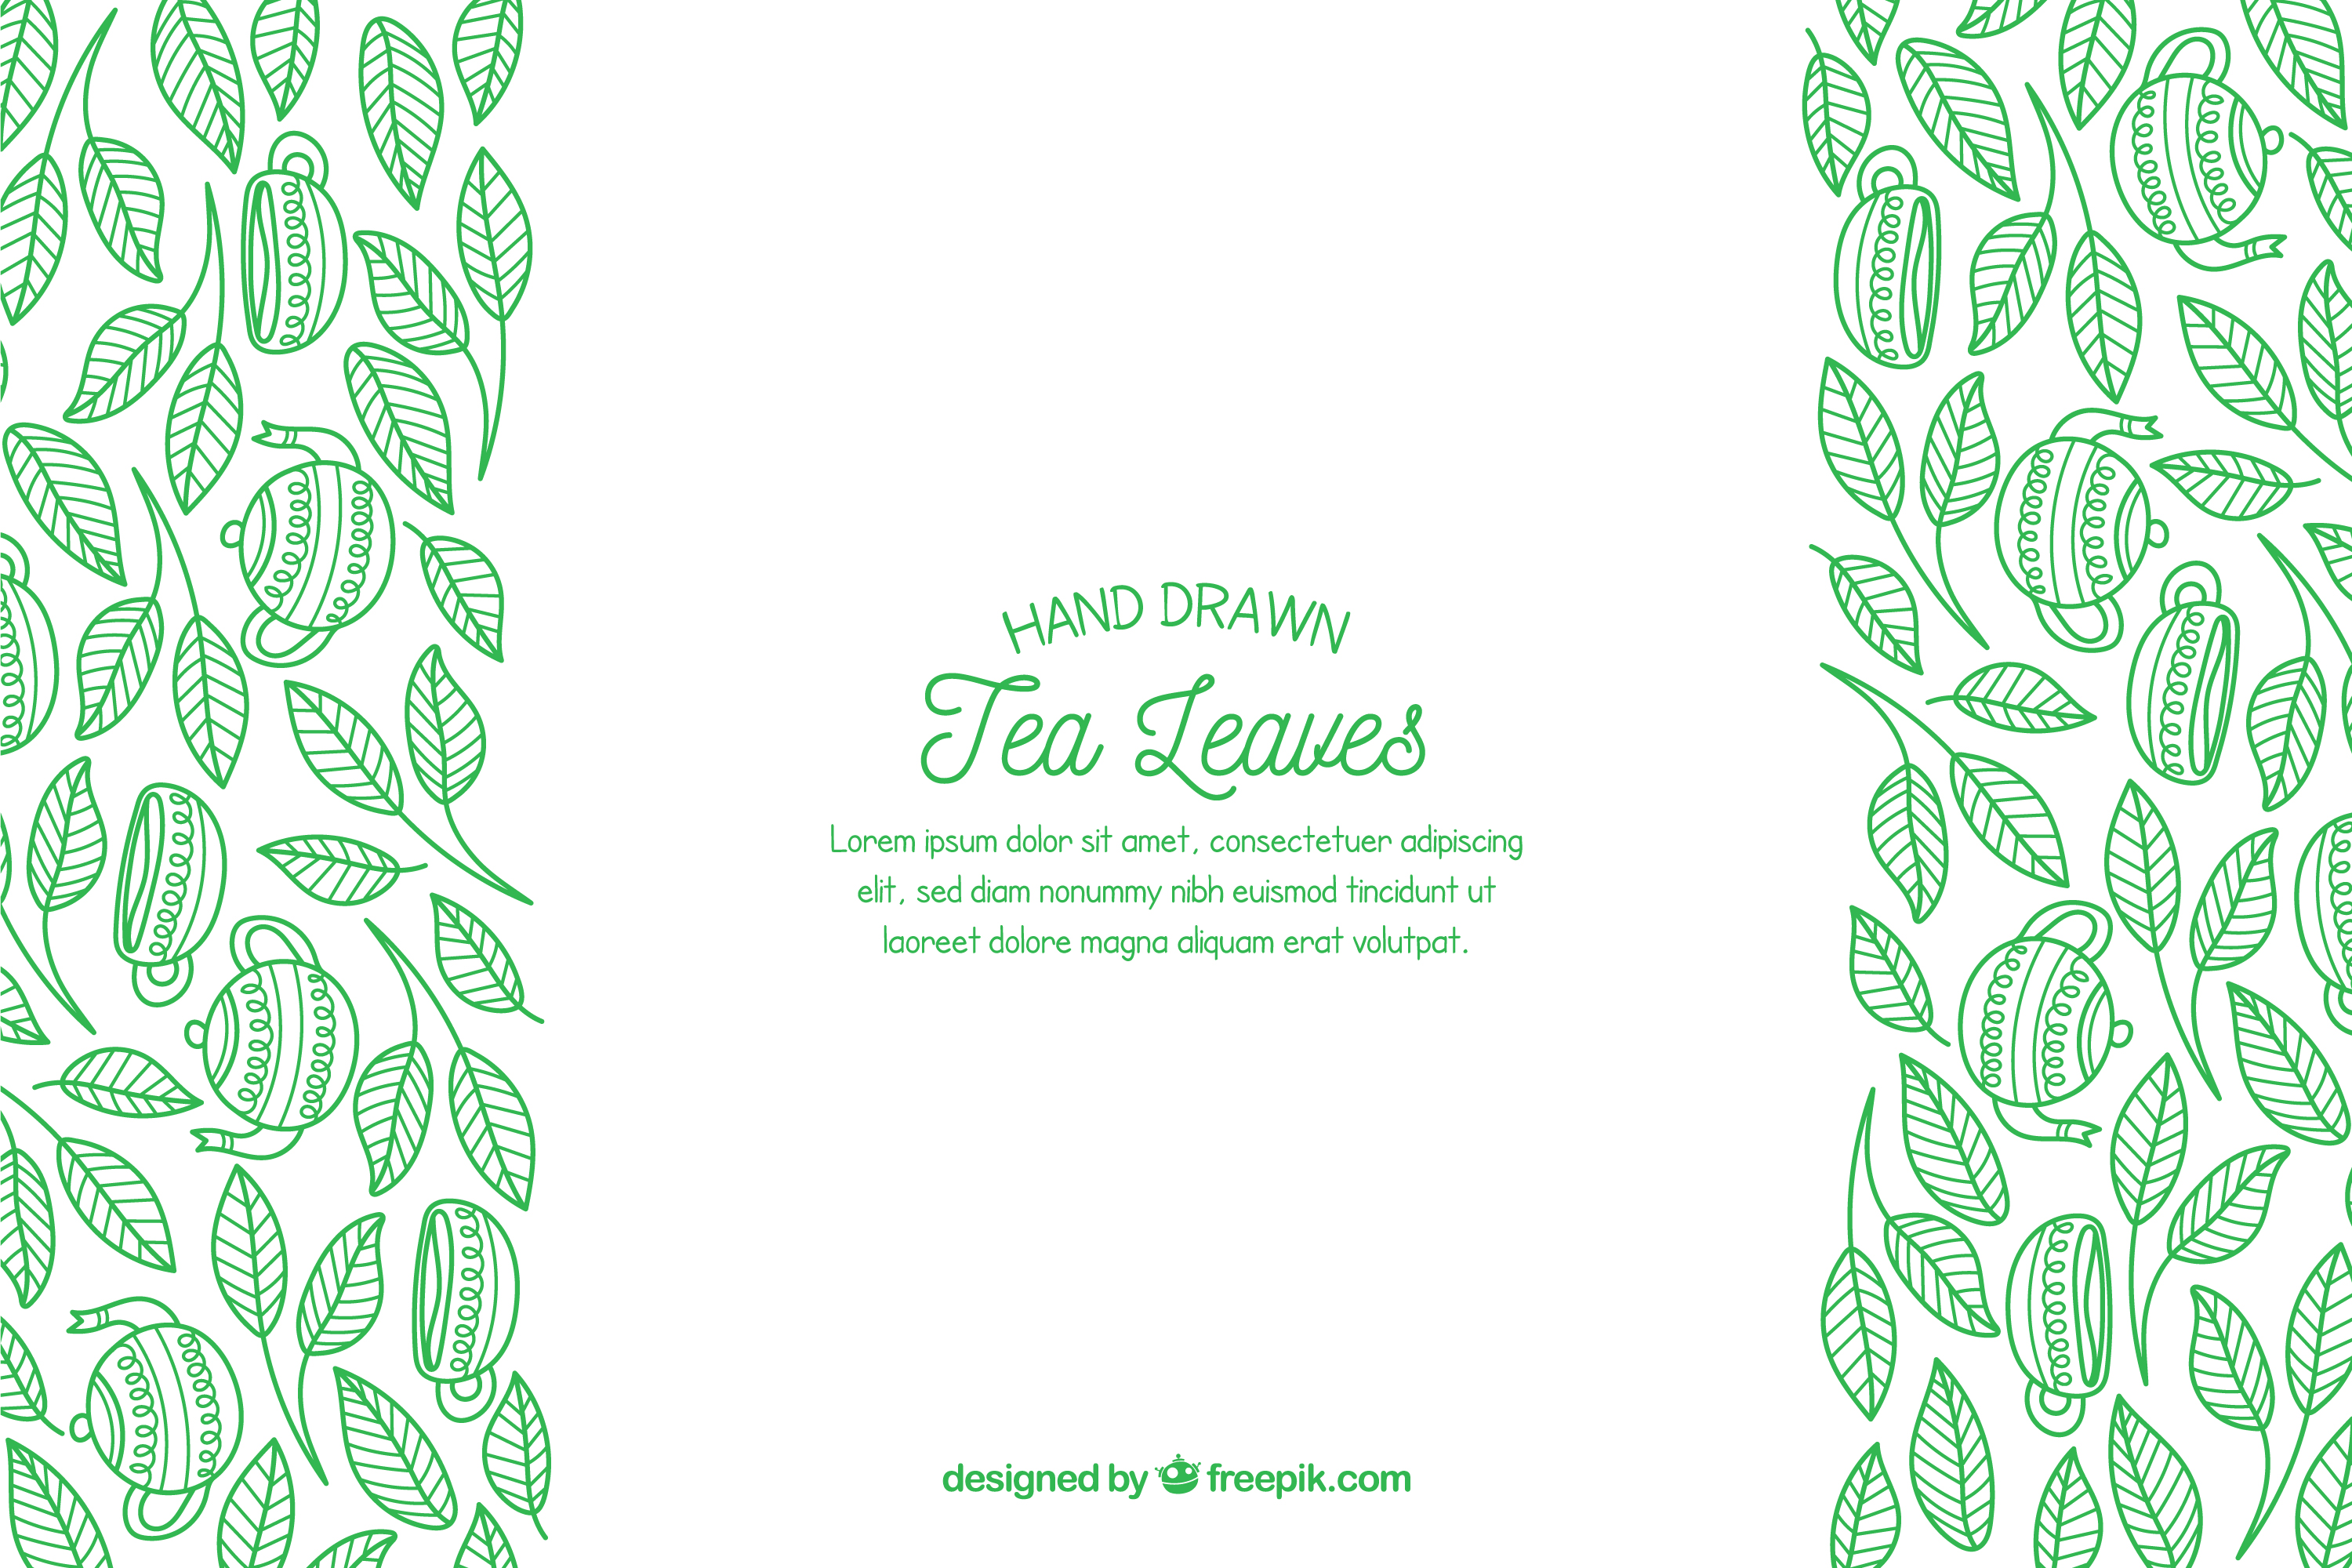 HAND DRAWN
Tea Leaves
Lorem ipsum dolor sit amet, consectetuer adipiscing
elit, sed diam nonummy nibh euismod tincidunt ut
laoreet dolore magna aliquam erat volutpat.
designed by freepik.com